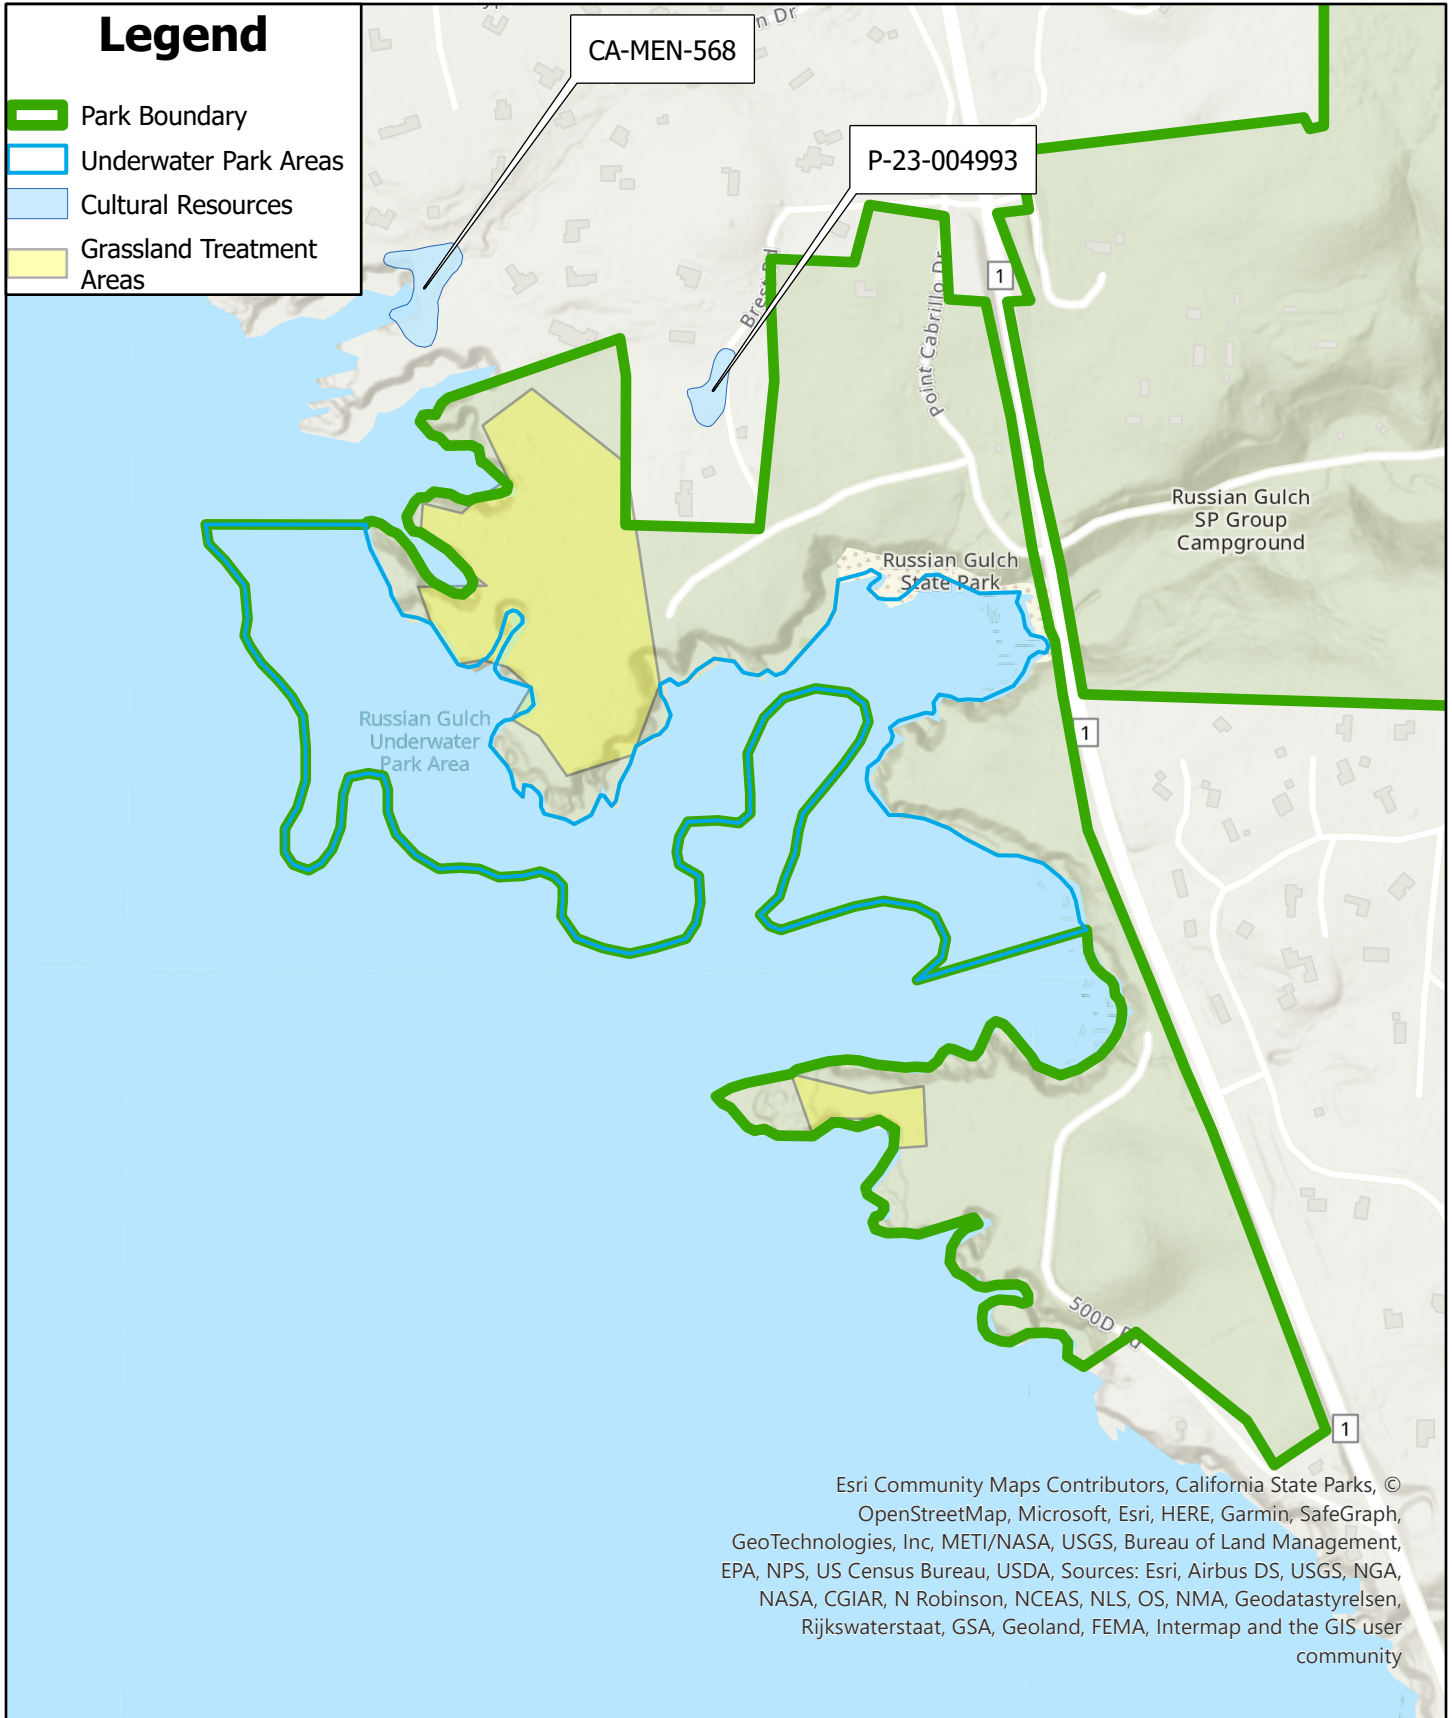 Legend
Park Boundary
Underwater Park Areas
Cultural Resources
Grassland Treatment
Areas
CA-MEN-568
n Dr
P-23-004993
1
Point Cabrillo Dr
Russian Gulch
SP Group
Campground
Russian Gulch
State Park
Russian Gulch
Underwater
Park Area
1
500D Rd
1
Esri Community Maps Contributors, California State Parks, ©
OpenStreetMap, Microsoft, Esri, HERE, Garmin, SafeGraph,
GeoTechnologies, Inc, METI/NASA, USGS, Bureau of Land Management,
EPA, NPS, US Census Bureau, USDA, Sources: Esri, Airbus DS, USGS, NGA,
NASA, CGIAR, N Robinson, NCEAS, NLS, OS, NMA, Geodatastyrelsen,
Rijkswaterstaat, GSA, Geoland, FEMA, Intermap and the GIS user
community